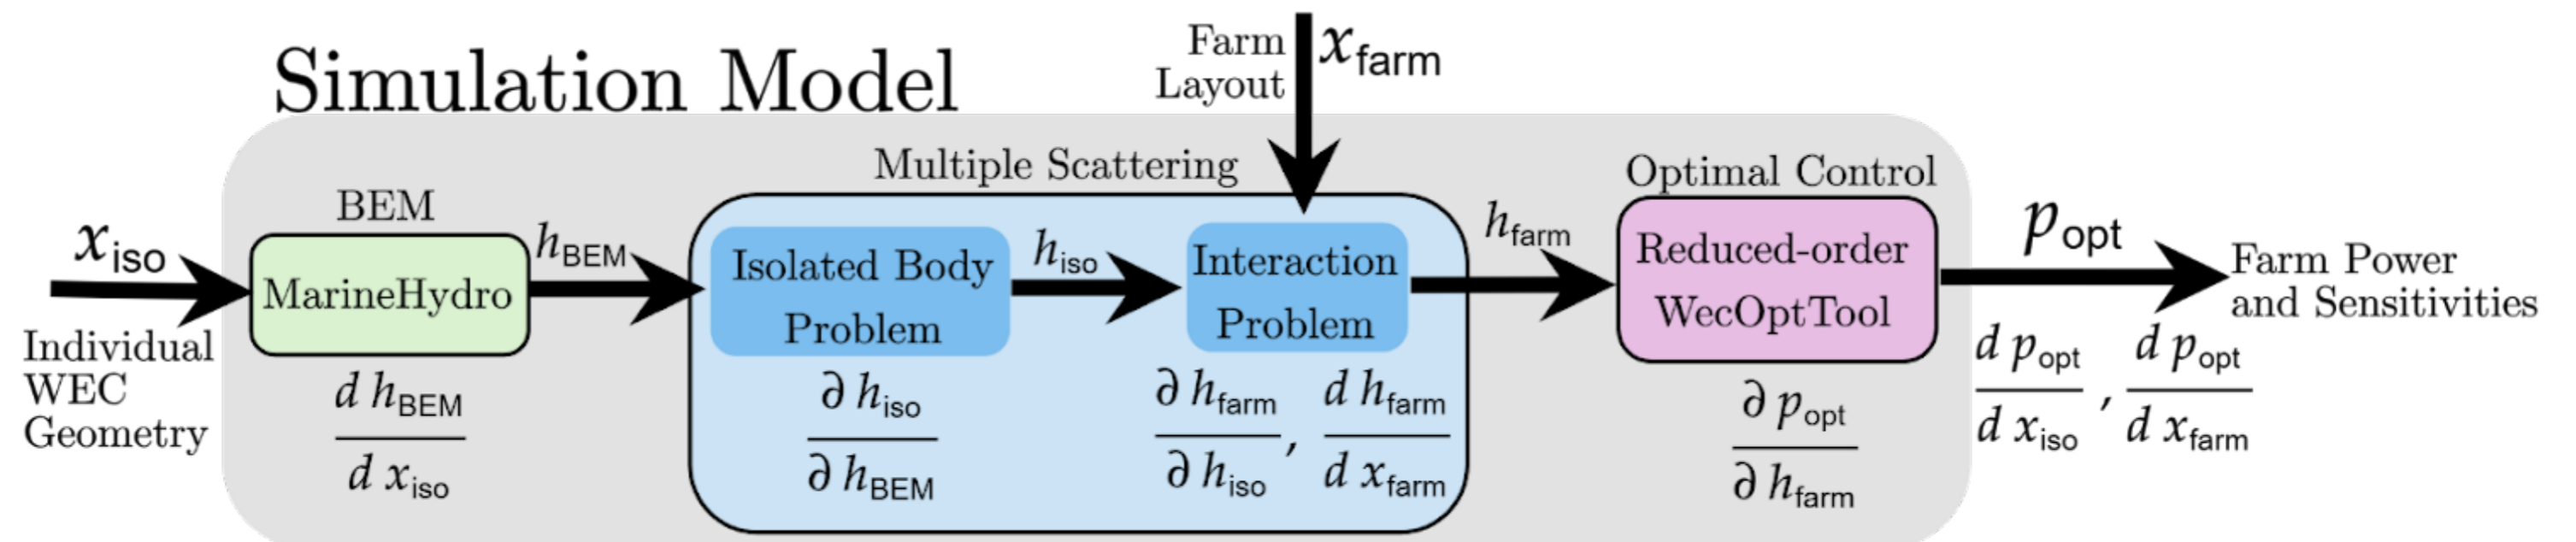 Simulation Model
Farm
Layout
x_farm
Multiple Scattering
Optimal Control
BEM
x_iso
MarineHydro
h_BEM
Isolated Body
Problem
h_iso
Interaction
Problem
h_farm
Reduced-order
WecOptTool
p_opt
Farm Power
and Sensitivities
Individual
WEC
Geometry
d h_BEM
d x_iso
∂ h_iso
∂ h_BEM
∂ h_farm
∂ h_iso
,
d h_farm
d x_farm
∂ p_opt
∂ h_farm
d p_opt
d x_iso
,
d p_opt
d x_farm